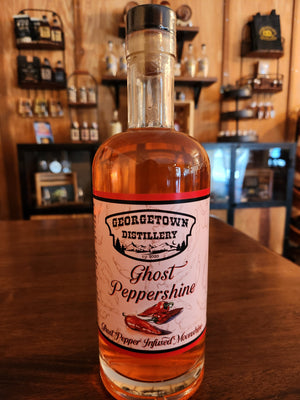 GEORGETOWN
DISTILLERY
Ghost
Peppershine
Ghost Pepper Infused Moonshine